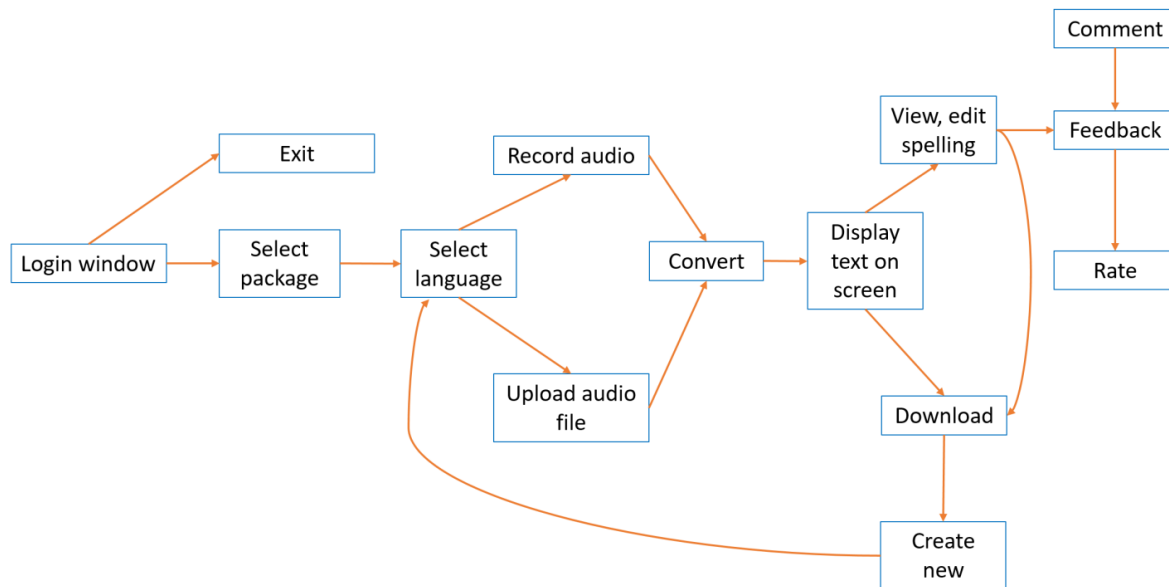 Comment
View, edit
spelling
Feedback
Exit
Record audio
Login window
Select
package
Select
language
Convert
Display
text on
screen
Rate
Upload audio
file
Download
Create
new